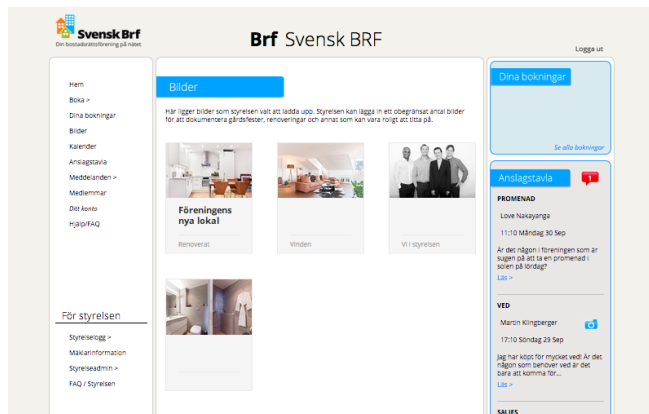 Svensk Brf
Din bostadsrättsförening på nätet
Brf Svensk BRF
Logga ut
Hem
Boka >
Dina bokningar
Bilder
Kalender
Anslagstavla
Meddelanden >
Medlemmar
Ditt konto
Hjälp/FAQ
För styrelsen
Styrelselogg >
Mäklarinformation
Styrelseadmin >
FAQ / Styrelsen
Bilder
Här ligger bilder som styrelsen valt att ladda upp. Styrelsen kan lägga in ett obegränsat antal bilder
för att dokumentera gårdsfester, renoveringar och annat som kan vara roligt att titta på.
Föreningens
nya lokal
Renoverat
Vinden
Vi i styrelsen
Dina bokningar
Se alla bokningar
Anslagstavla
1
PROMENAD
Love Nakayanga
11:10 Måndag 30 Sep
Är det någon i föreningen som är
sugen på att ta en promenad i
solen på lördag?
Läs >
VED
Martin Klingberger
17:10 Söndag 29 Sep
Jag har köpt för mycket ved! Är det
någon som behöver ved är det
bara att komma för...
Läs >